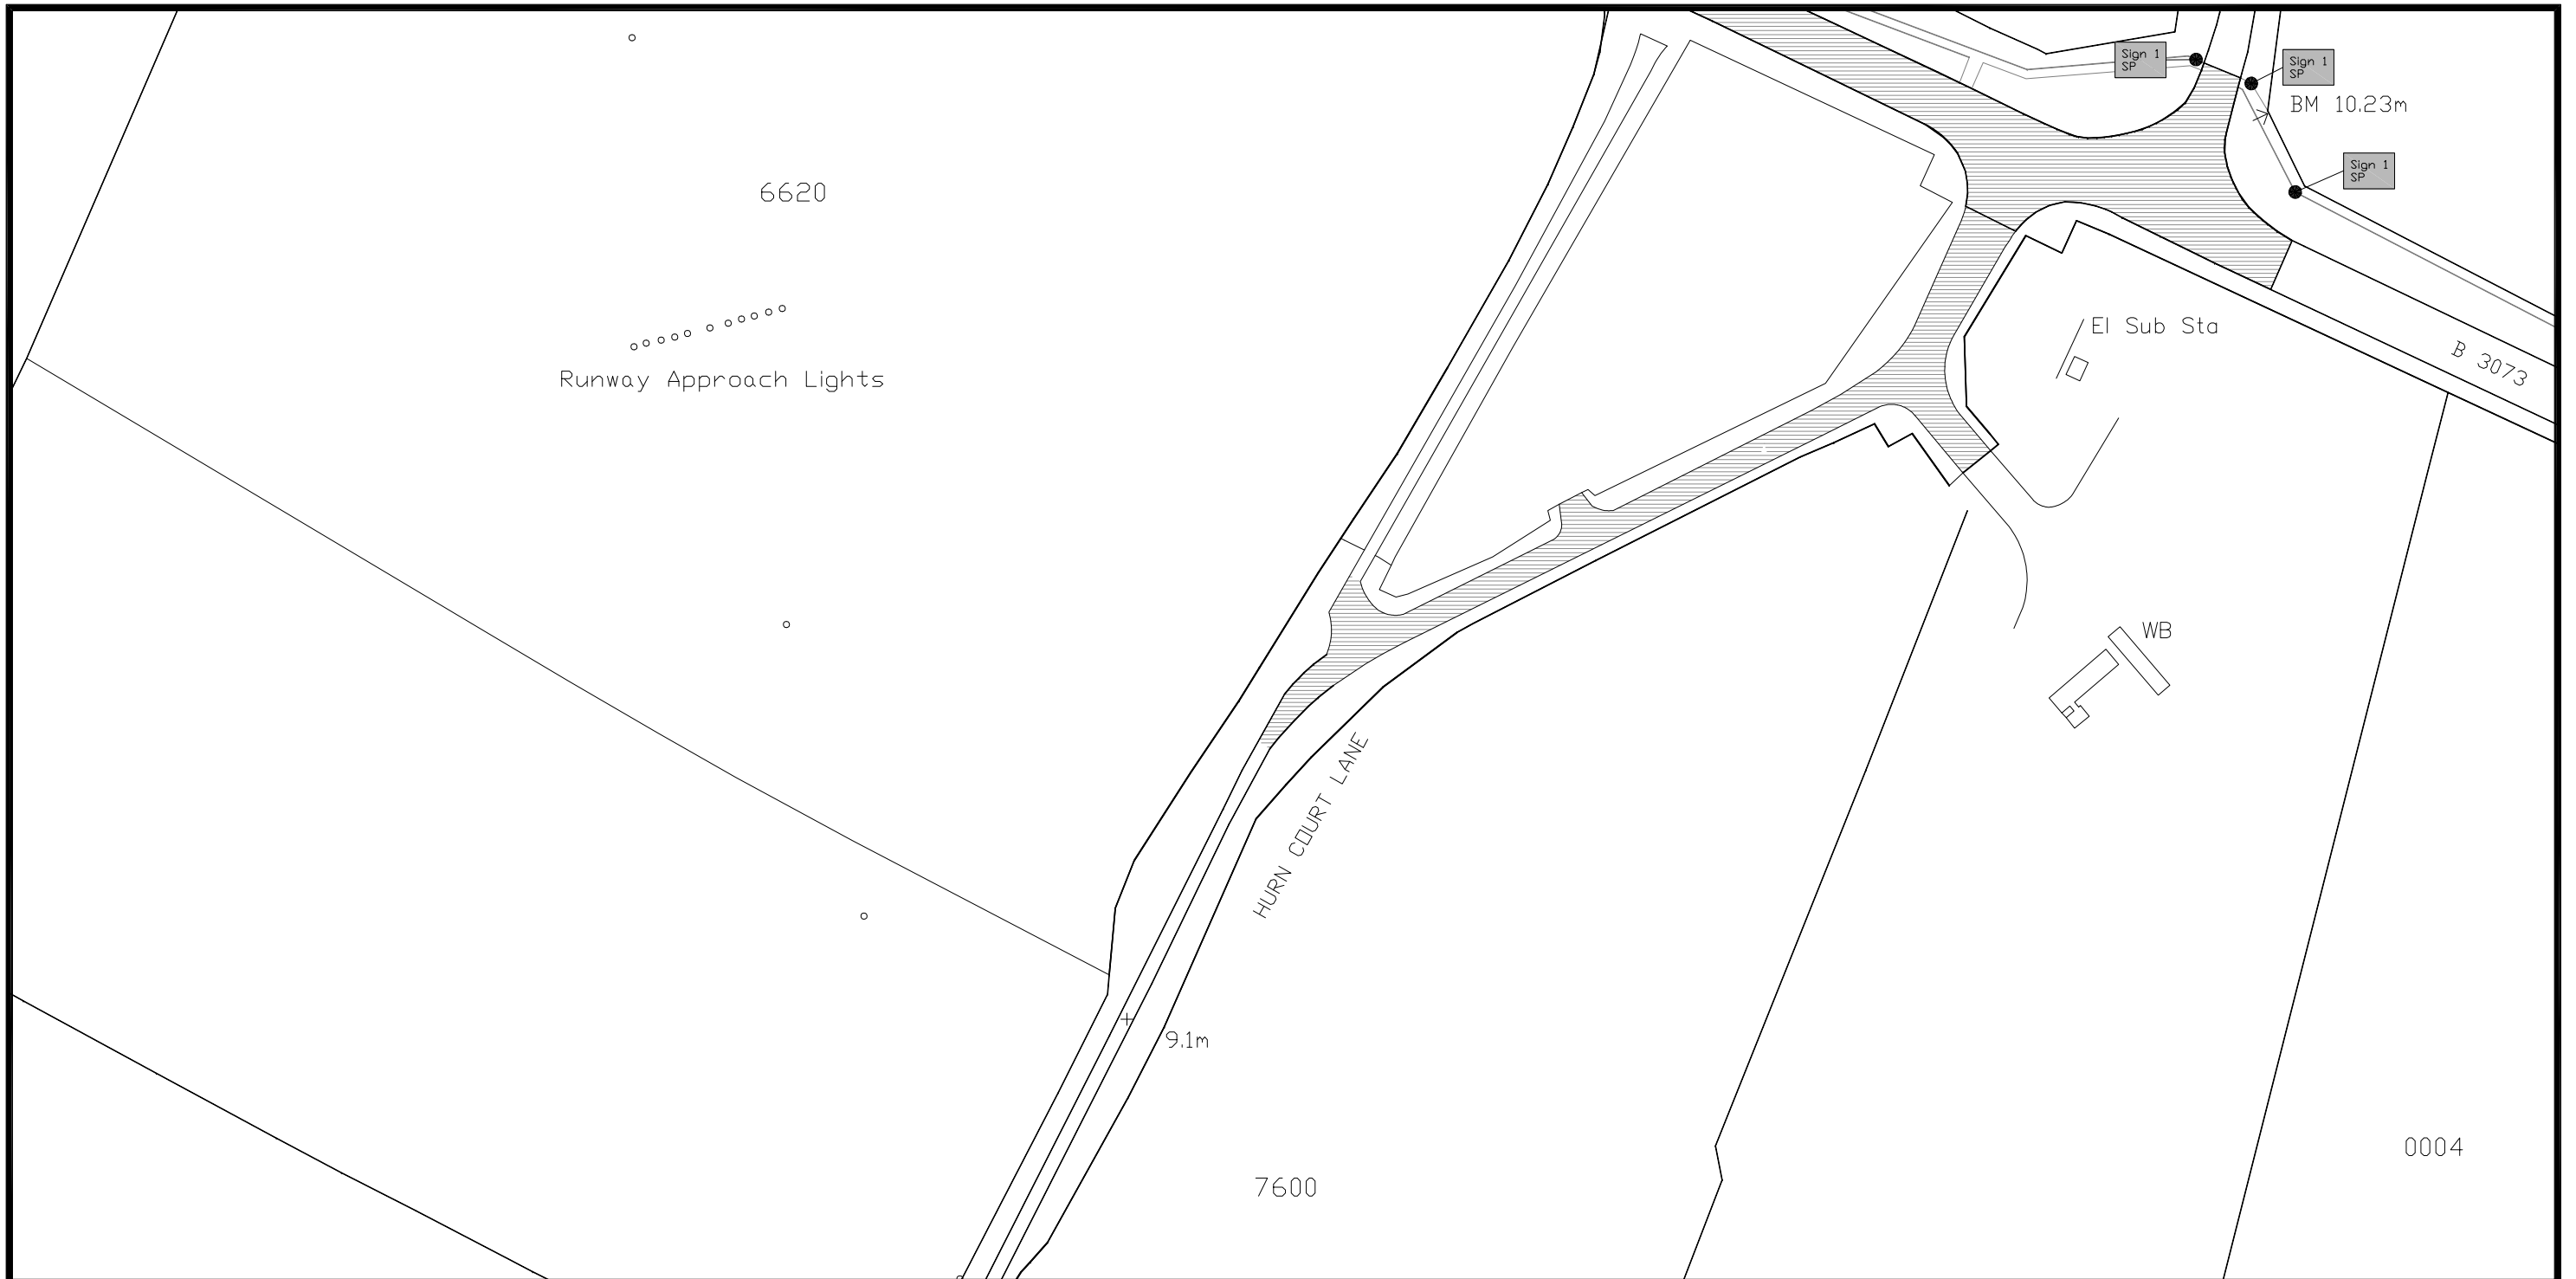 Sign 1
SP
Sign 1
SP
BM 10.23m
Sign 1
SP
6620
El Sub Sta
B 3073
Runway Approach Lights
WB
HURN COURT LANE
9.1m
0004
7600